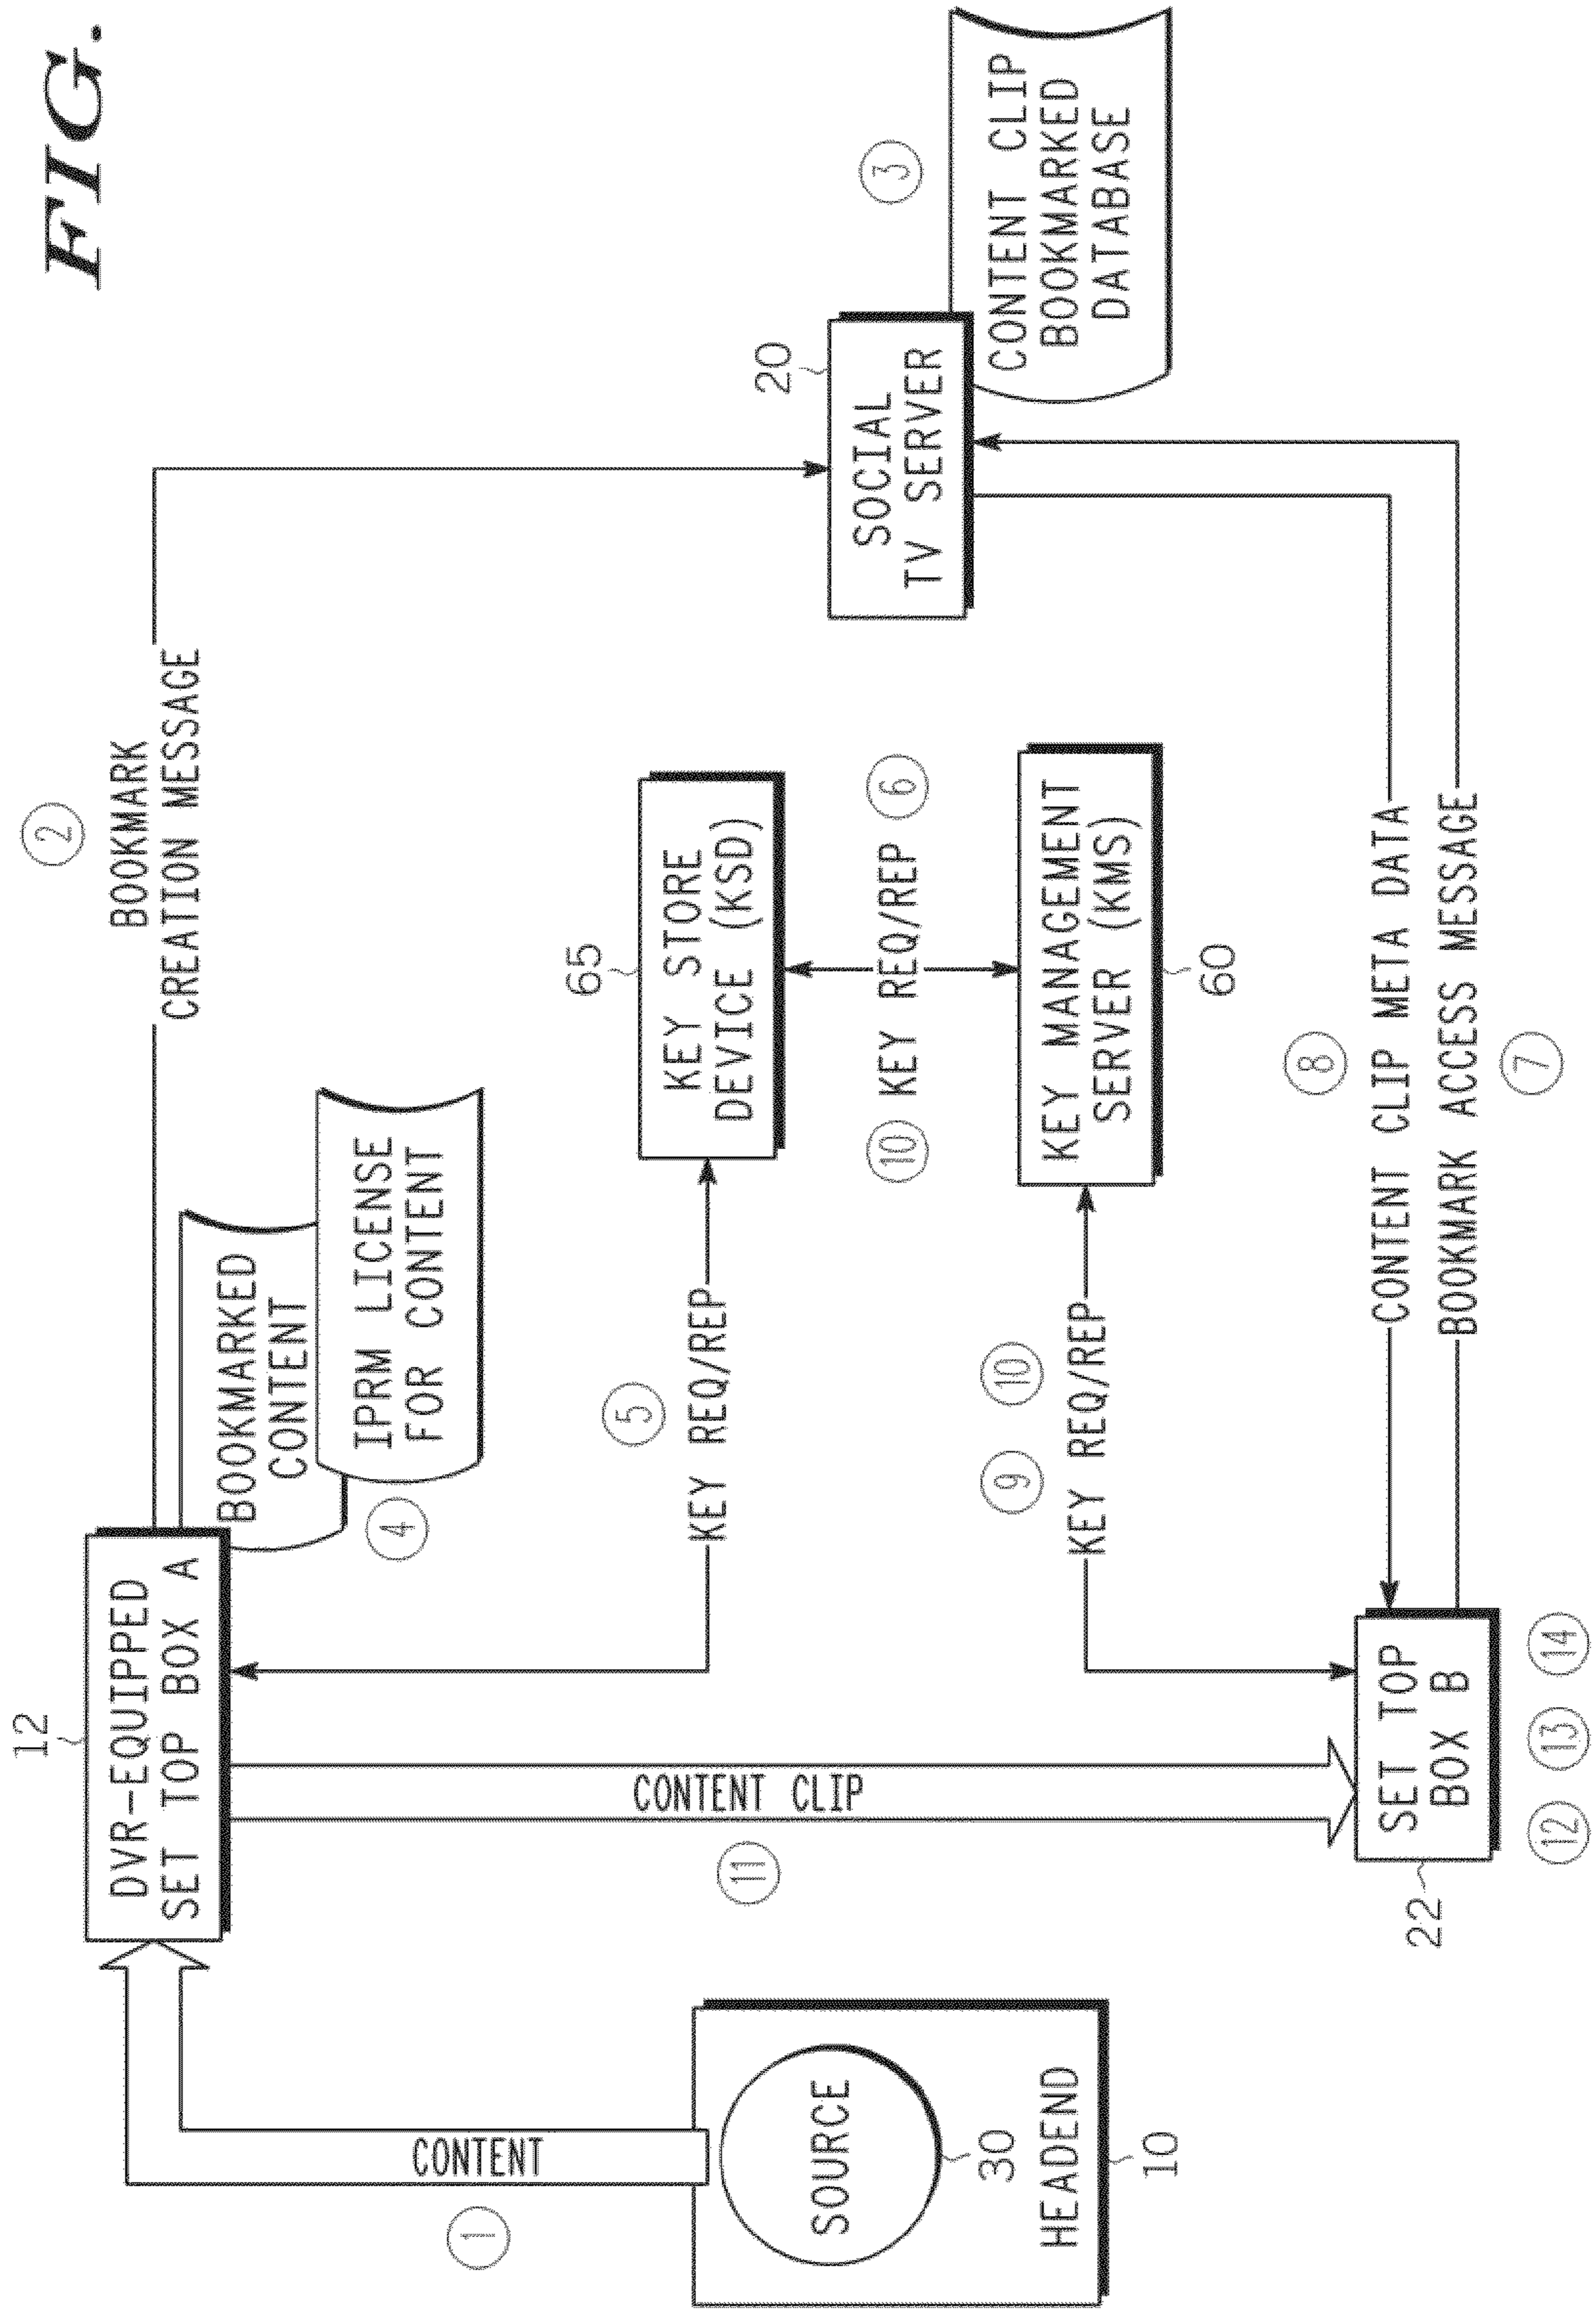 FIG.
2
BOOKMARK
CREATION MESSAGE
12
DVR-EQUIPPED
SET TOP BOX A
BOOKMARKED
CONTENT
IPRM LICENSE
FOR CONTENT
4
1
CONTENT
11
CONTENT CLIP
5
KEY REQ/REP
65
KEY STORE
DEVICE (KSD)
10 KEY REQ/REP 6
20
SOCIAL
TV SERVER
3
CONTENT CLIP
BOOKMARKED
DATABASE
SOURCE
30
HEADEND
10
9 10
KEY REQ/REP
KEY MANAGEMENT
SERVER (KMS)
60
8
CONTENT CLIP META DATA
BOOKMARK ACCESS MESSAGE
7
SET TOP
BOX B
22
12 13 14